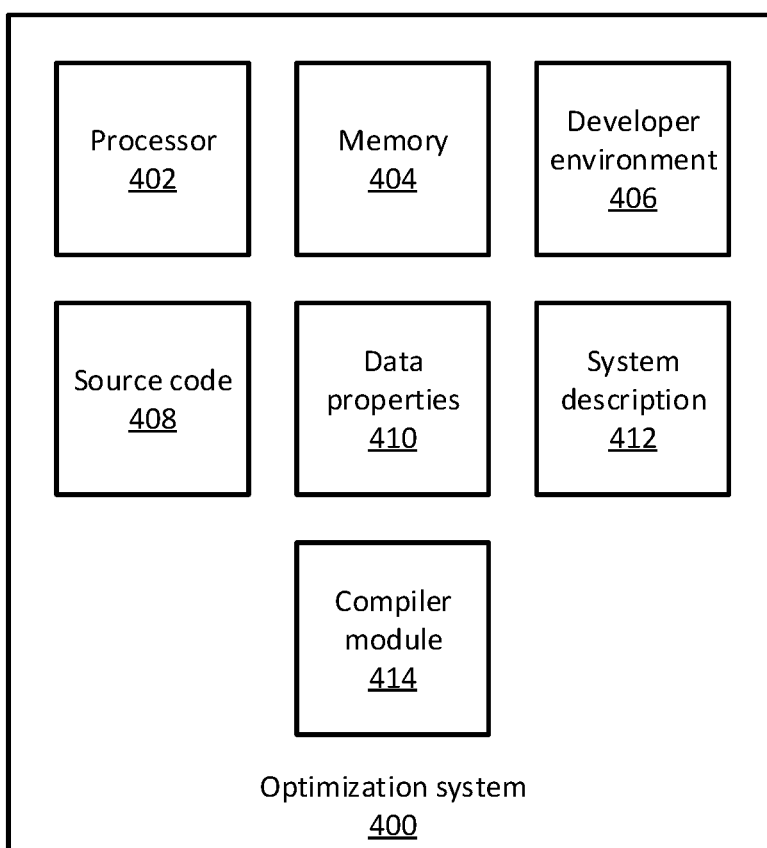 Processor
402
Memory
404
Developer
environment
406
Source code
408
Data
properties
410
System
description
412
Compiler
module
414
Optimization system
400